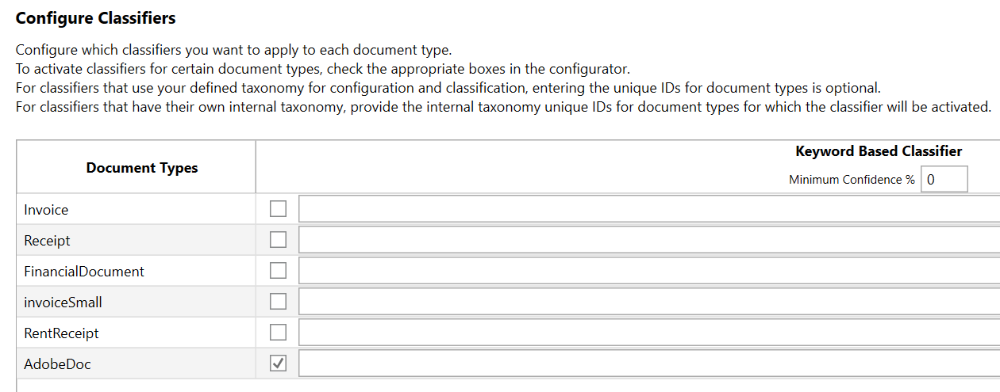 Configure Classifiers
Configure which classifiers you want to apply to each document type.
To activate classifiers for certain document types, check the appropriate boxes in the configurator.
For classifiers that use your defined taxonomy for configuration and classification, entering the unique IDs for document types is optional.
For classifiers that have their own internal taxonomy, provide the internal taxonomy unique IDs for document types for which the classifier will be activated.
Document Types
Keyword Based Classifier
Minimum Confidence % 0
Invoice
Receipt
FinancialDocument
invoiceSmall
RentReceipt
AdobeDoc